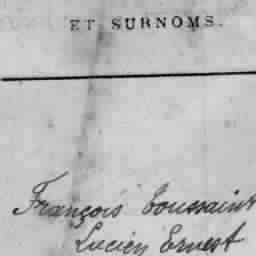 ET SURNOMS.
François Toussaint
Lucien Ernest